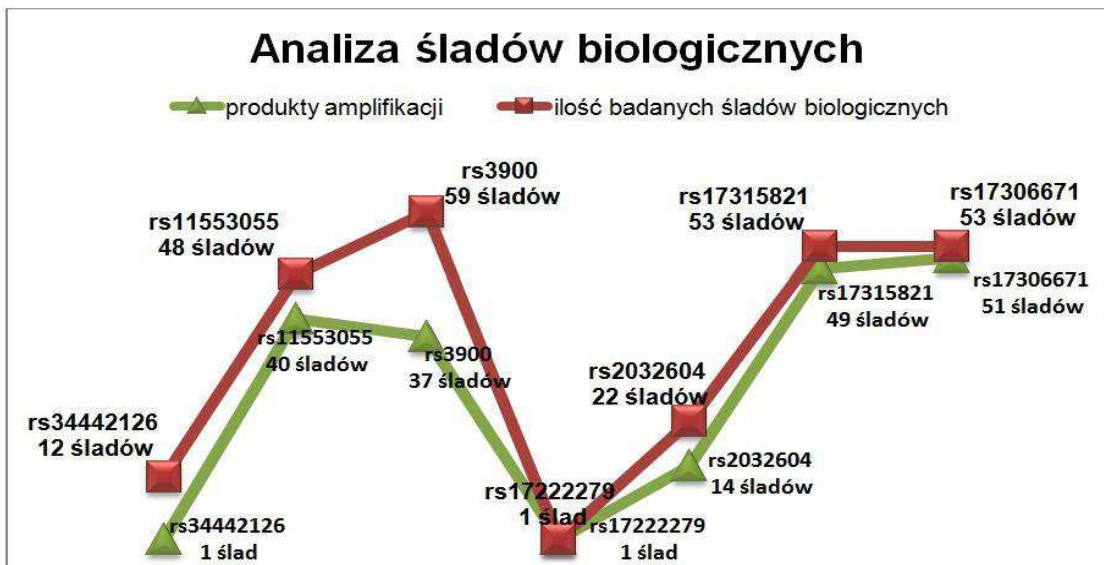 Analiza śladów biologicznych
produkty amplifikacji
ilość badanych śladów biologicznych
rs34442126
12 śladów
rs34442126
1 ślad
rs11553055
48 śladów
rs11553055
40 śladów
rs3900
59 śladów
rs3900
37 śladów
rs17222279
1 ślad
rs17222279
1 ślad
rs2032604
22 śladów
rs2032604
14 śladów
rs17315821
53 śladów
rs17315821
49 śladów
rs17306671
53 śladów
rs17306671
51 śladów